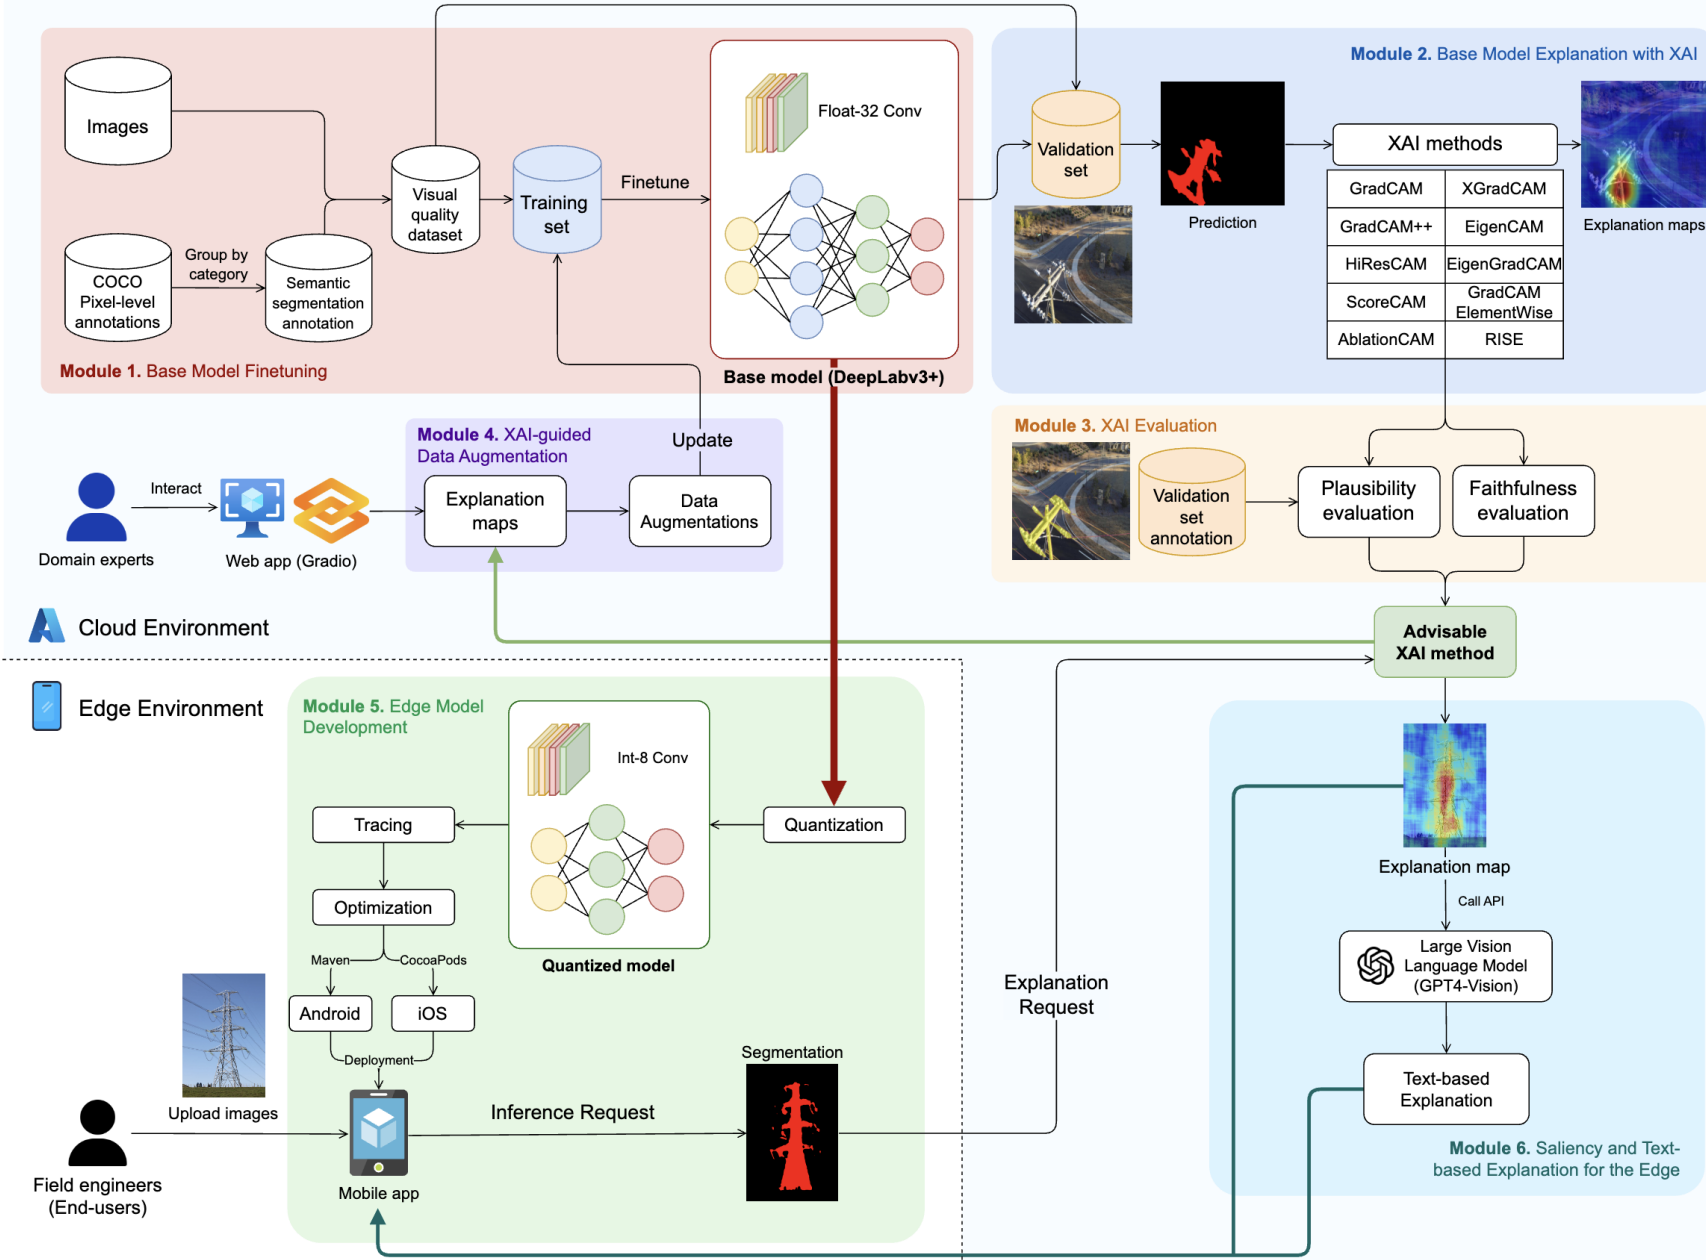 Images
COCO
Pixel-level
annotations
Group by
category
Semantic
segmentation
annotation
Visual
quality
dataset
Training
set
Finetune
Float-32 Conv
Base model (DeepLabv3+)
Module 1. Base Model Finetuning
Module 2. Base Model Explanation with XAI
Validation
set
Prediction
XAI methods
GradCAM
XGradCAM
GradCAM++
EigenCAM
HiResCAM
EigenGradCAM
ScoreCAM
GradCAM
ElementWise
AblationCAM
RISE
Explanation maps
Module 3. XAI Evaluation
Validation
set
annotation
Plausibility
evaluation
Faithfulness
evaluation
Advisable
XAI method
Module 4. XAI-guided
Data Augmentation
Update
Explanation
maps
Data
Augmentations
Domain experts
Interact
Web app (Gradio)
Cloud Environment
Edge Environment
Module 5. Edge Model
Development
Int-8 Conv
Quantized model
Quantization
Tracing
Optimization
Maven
CocoaPods
Android
iOS
Deployment
Mobile app
Upload images
Field engineers
(End-users)
Inference Request
Segmentation
Explanation
Request
Explanation map
Call API
Large Vision
Language Model
(GPT4-Vision)
Text-based
Explanation
Module 6. Saliency and Text-
based Explanation for the Edge